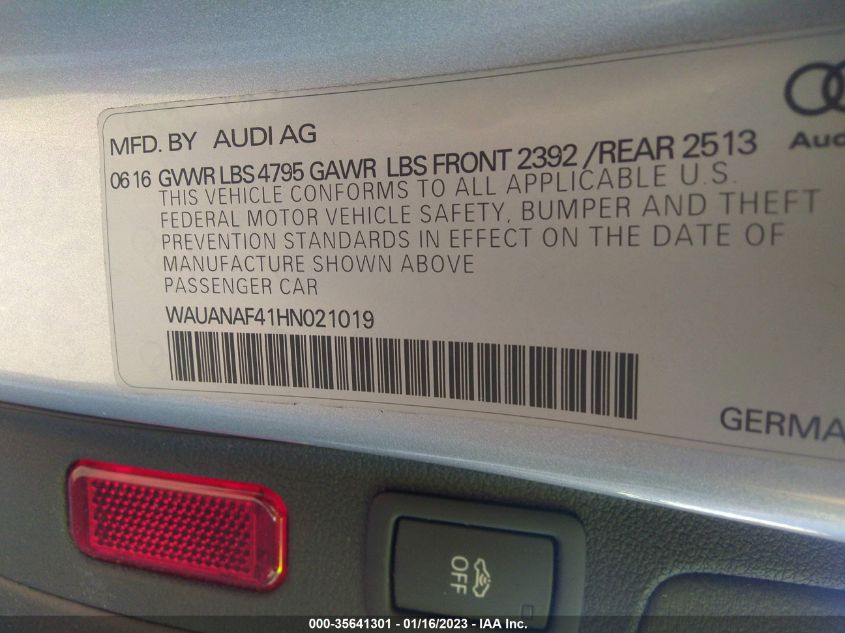 MFD. BY AUDI AG
06 16 GVWR LBS 4795 GAWR LBS FRONT 2392 /REAR 2513
THIS VEHICLE CONFORMS TO ALL APPLICABLE U.S.
FEDERAL MOTOR VEHICLE SAFETY, BUMPER AND THEFT
PREVENTION STANDARDS IN EFFECT ON THE DATE OF
MANUFACTURE SHOWN ABOVE
PASSENGER CAR
WAUANAF41HN021019
Aud
GERMA
OFF
000-35641301 - 01/16/2023 - IAA Inc.